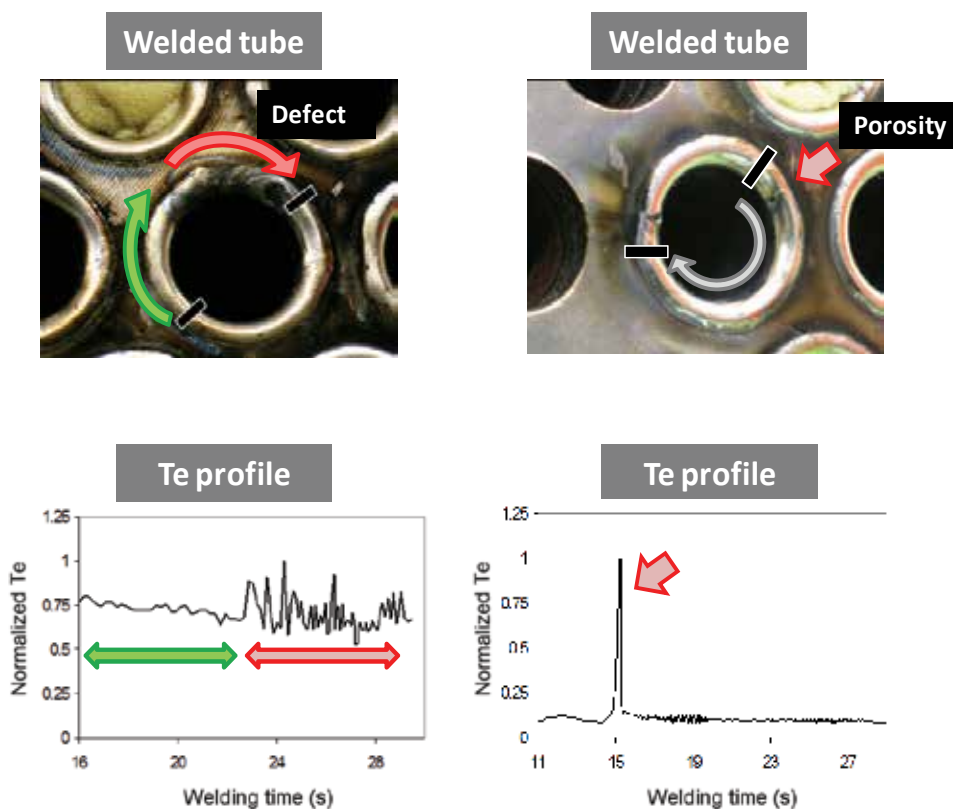 Welded tube
Defect
Te profile
Normalized Te
1.25
1
0.75
0.5
0.25
0
16
20
24
28
Welding time (s)
Welded tube
Porosity
Te profile
Normalized Te
1.25
1
0.75
0.5
0.25
0
11
15
19
23
27
Welding time (s)